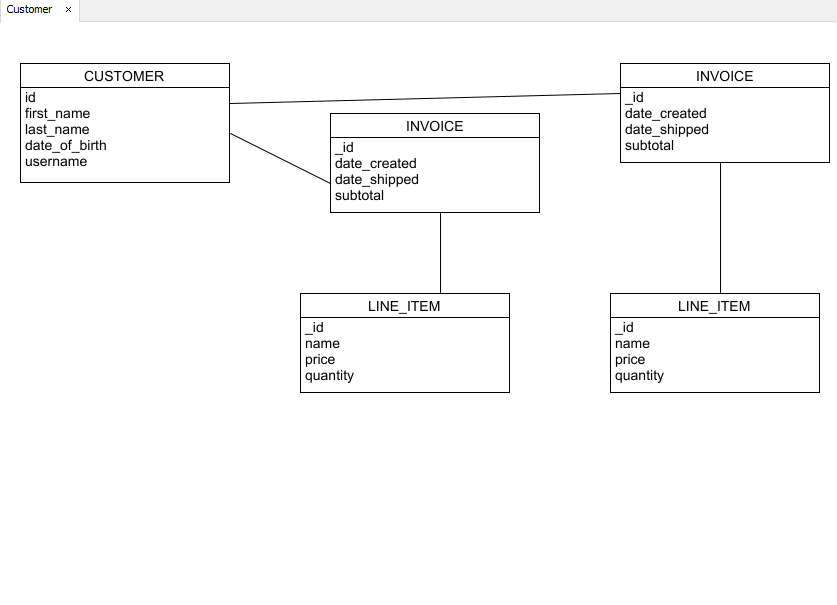 Customer ×
CUSTOMER
id
first_name
last_name
date_of_birth
username
INVOICE
_id
date_created
date_shipped
subtotal
INVOICE
_id
date_created
date_shipped
subtotal
LINE_ITEM
_id
name
price
quantity
LINE_ITEM
_id
name
price
quantity